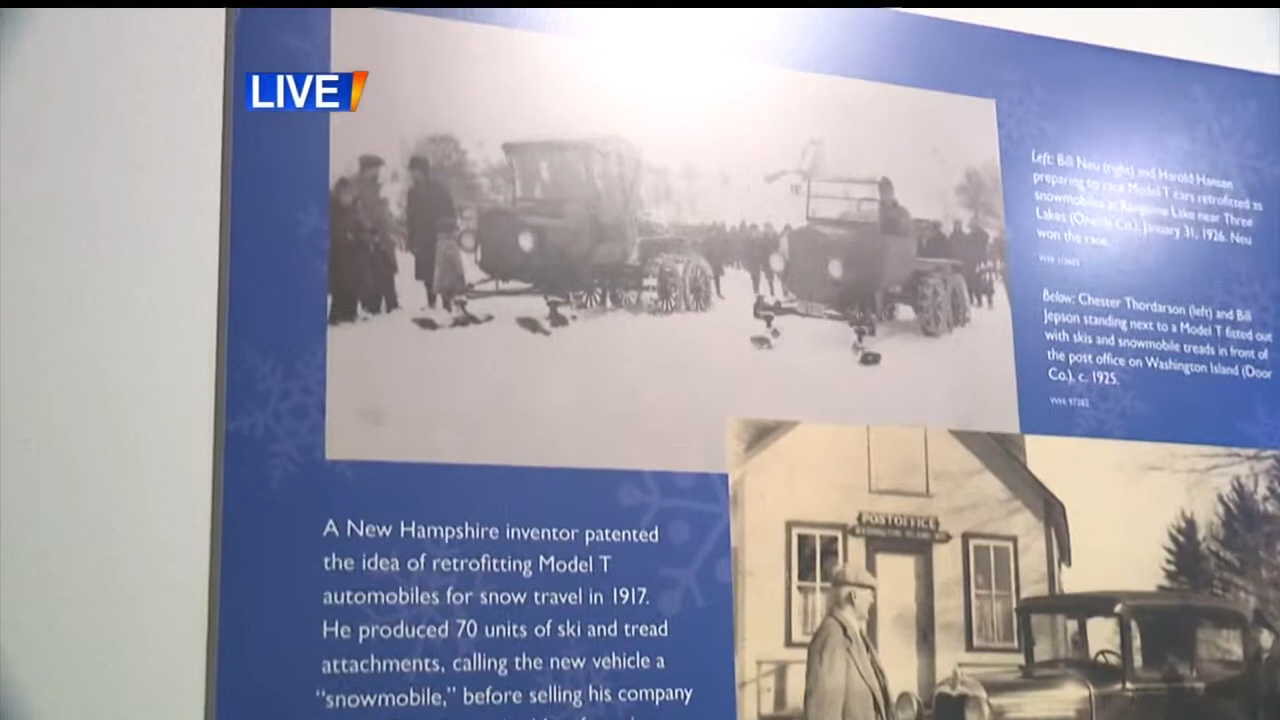 LIVE
Left: Bill Neu (right) and Harold Hanson
preparing to race Model T cars retrofitted as
snowmobiles at Lake near Three
Lakes (Oneida Co.), January 31, 1926. Neu
won the race.
Below: Chester Thordarson (left) and Bill
Jepson standing next to a Model T fitted out
with skis and snowmobile treads in front of
the post office on Washington Island (Door
Co.), c. 1925.
POST OFFICE
A New Hampshire inventor patented
the idea of retrofitting Model T
automobiles for snow travel in 1917.
He produced 70 units of ski and tread
attachments, calling the new vehicle a
“snowmobile,” before selling his company